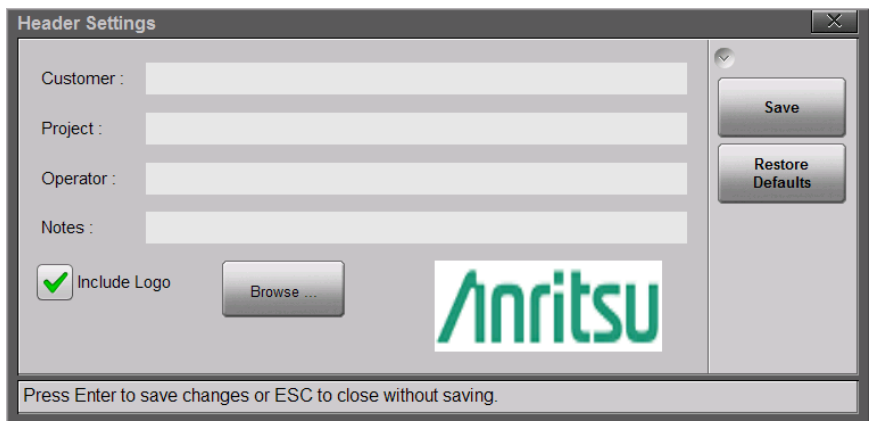 Header Settings
Customer :
Save
Project :
Restore
Defaults
Operator :
Notes :
Include Logo
Browse ...
Anritsu
Press Enter to save changes or ESC to close without saving.